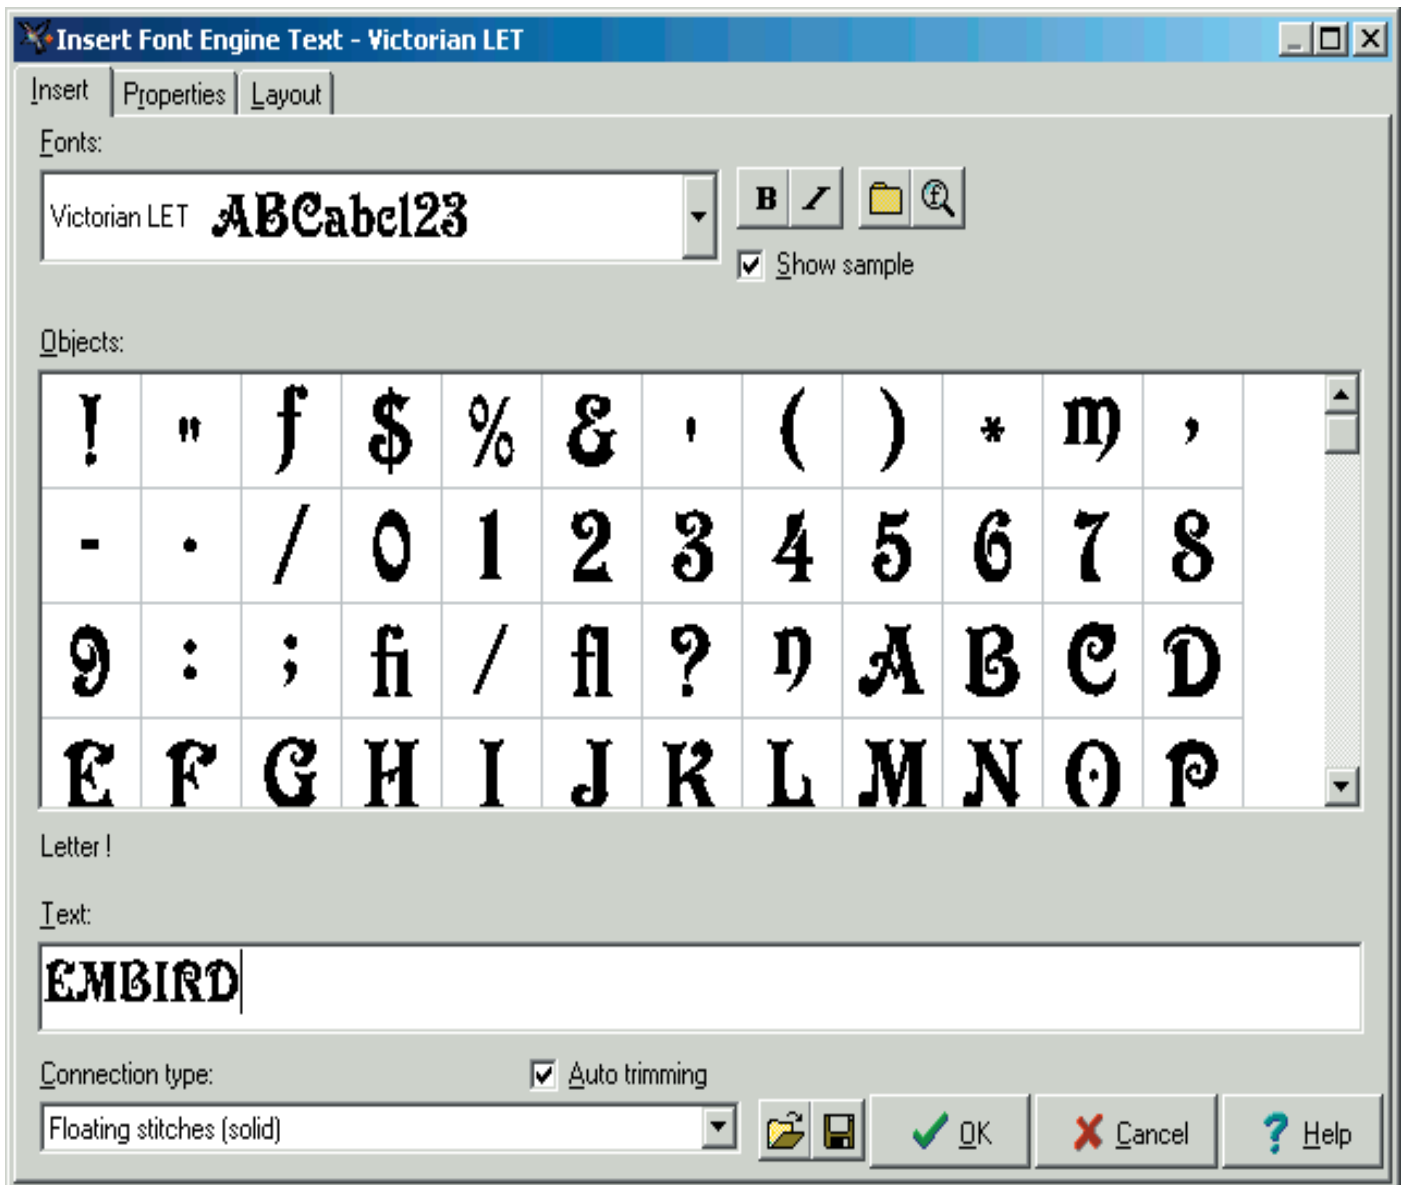 Insert Font Engine Text - Victorian LET
Insert Properties Layout
Fonts:
Victorian LET ABCabc123
B I
Show sample
Objects:
! " f $ % & ' ( ) * m ,
- . / 0 1 2 3 4 5 6 7 8
9 : ; fi / fl ? n A B C D
E F G H I J K L M N O P
Letter !
Text:
EMBIRD
Connection type: Auto trimming
Floating stitches (solid) OK Cancel ? Help